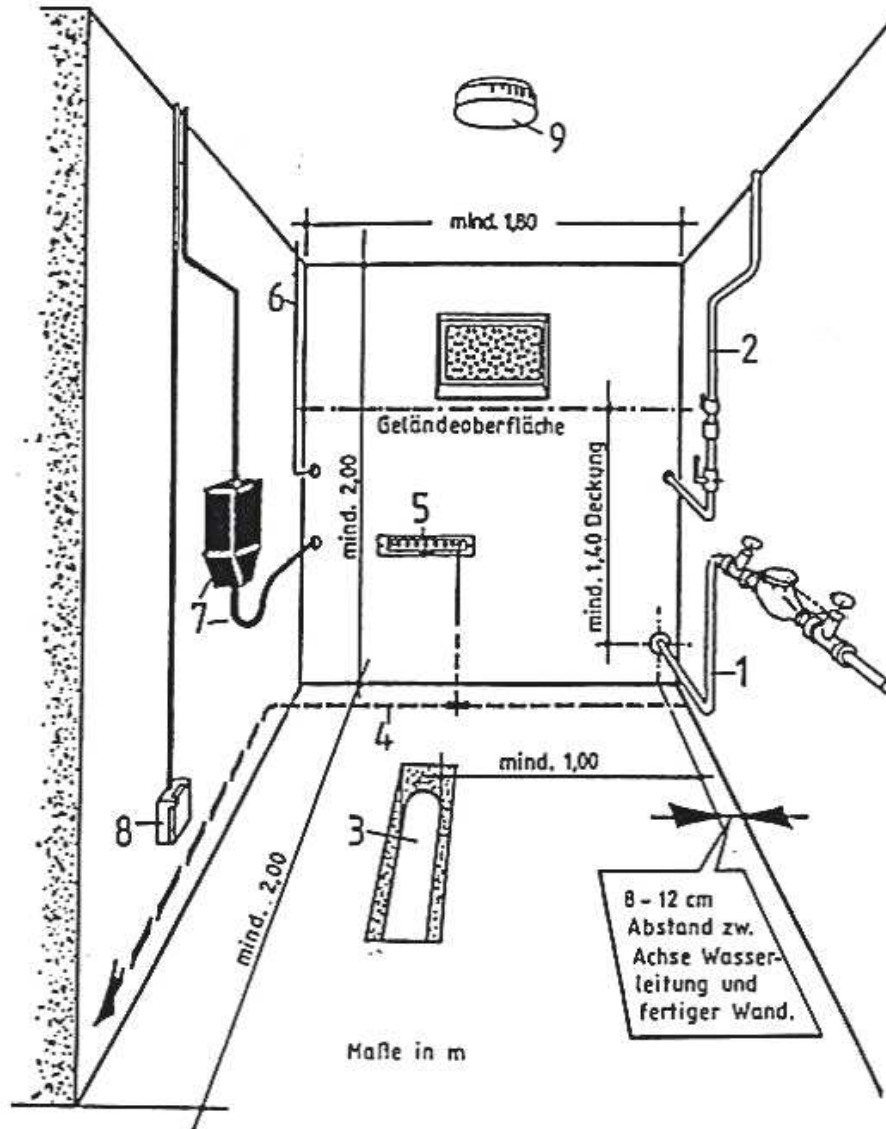 9
mind. 1,80
6
2
Geländeoberfläche
mind. 2,00
5
mind. 1,40 Deckung
7
1
4
mind. 1,00
8
3
mind. 2,00
8 - 12 cm
Abstand zw.
Achse Wasser-
leitung und
fertiger Wand.
Maße in m